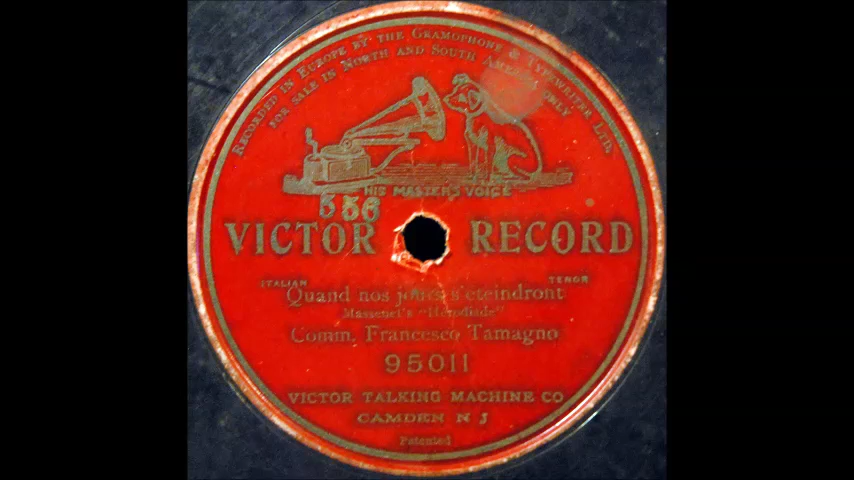 RECORDED IN EUROPE BY THE GRAMOPHONE & TYPEWRITER LTD.
FOR SALE IN NORTH AND SOUTH AMERICA ONLY
HIS MASTER'S VOICE
556
VICTOR RECORD
ITALIAN TENOR
Quand nos jours s'eteindront
Massenet's "Herodiade"
Comm. Francesco Tamagno
95011
VICTOR TALKING MACHINE CO
CAMDEN N J
Patented